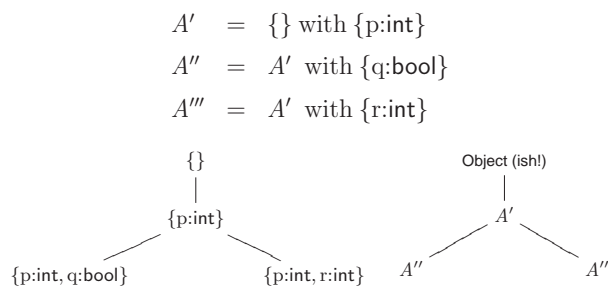 A′ = {} with {p:int}
A″ = A′ with {q:bool}
A‴ = A′ with {r:int}
{} Object (ish!)
{p:int} A′
{p:int, q:bool} {p:int, r:int} A″ A″